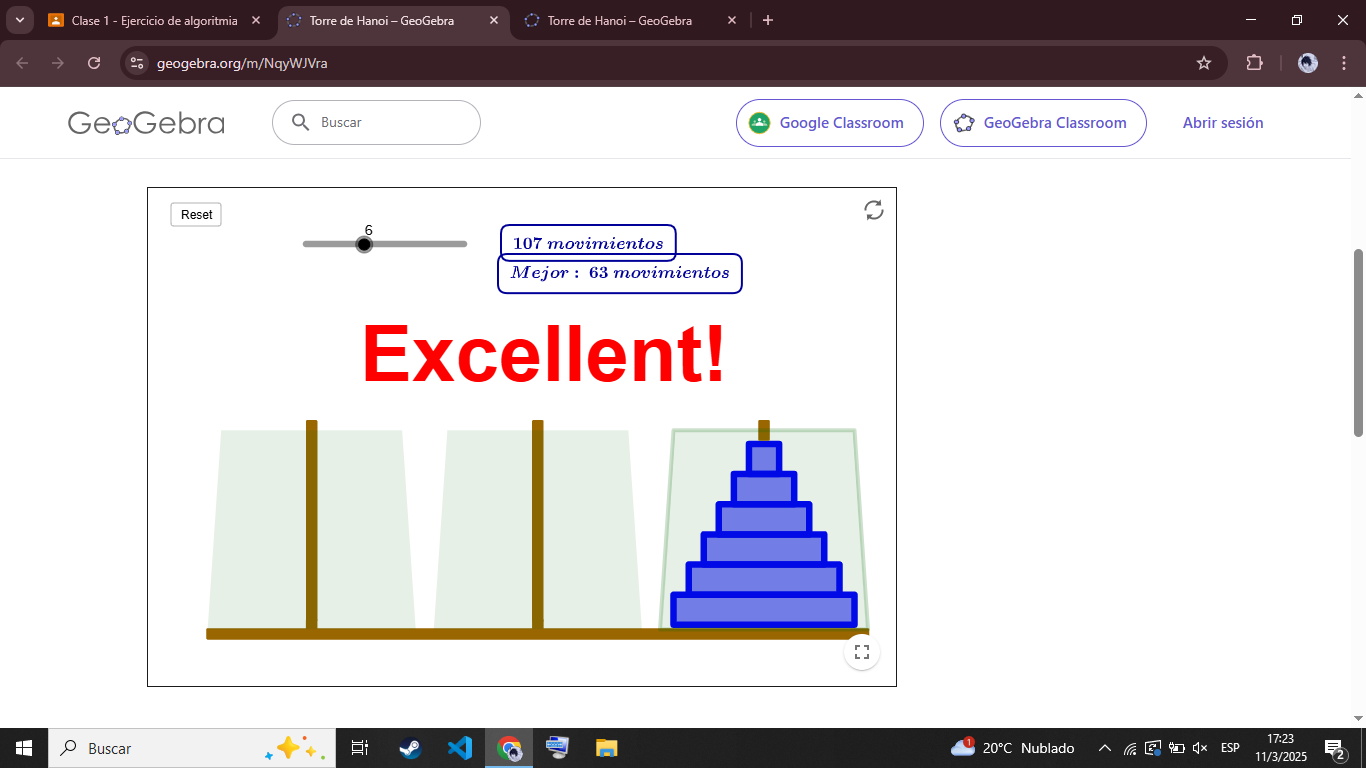 Clase 1 - Ejercicio de algoritmia
Torre de Hanoi – GeoGebra
Torre de Hanoi – GeoGebra
geogebra.org/m/NqyWJVra
GeoGebra
Buscar
Google Classroom
GeoGebra Classroom
Abrir sesión
Reset
6
107 movimientos
Mejor: 63 movimientos
Excellent!
Buscar
1
20°C Nublado
ESP
17:23
11/3/2025
2